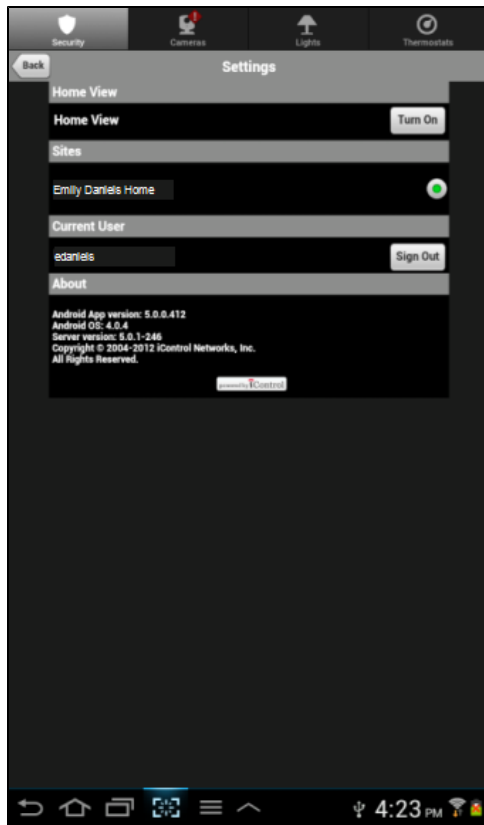 Security Cameras Lights Thermostats
Back Settings
Home View
Home View Turn On
Sites
Emily Daniels Home
Current User
edaniels Sign Out
About
Android App version: 5.0.0.412
Android OS: 4.0.4
Server version: 5.0.1-246
Copyright © 2004-2012 iControl Networks, Inc.
All Rights Reserved.
powered by iControl
4:23 PM